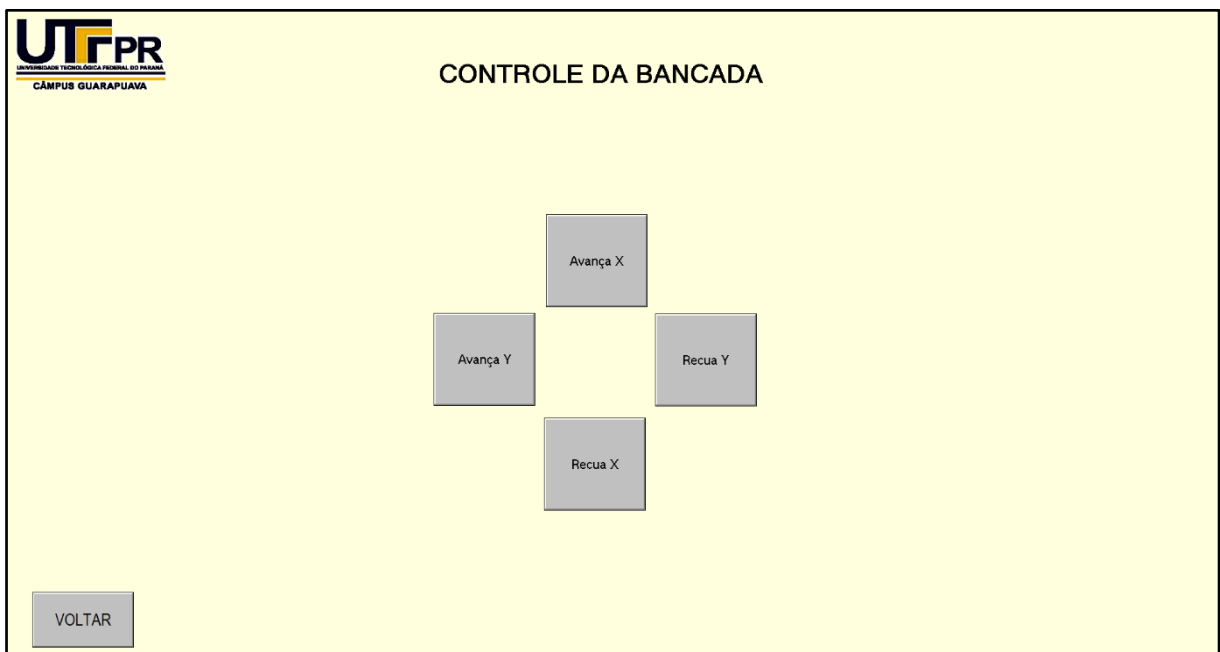 UTFPR
UNIVERSIDADE TECNOLÓGICA FEDERAL DO PARANÁ
CÂMPUS GUARAPUAVA
CONTROLE DA BANCADA
Avança X
Avança Y
Recua Y
Recua X
VOLTAR